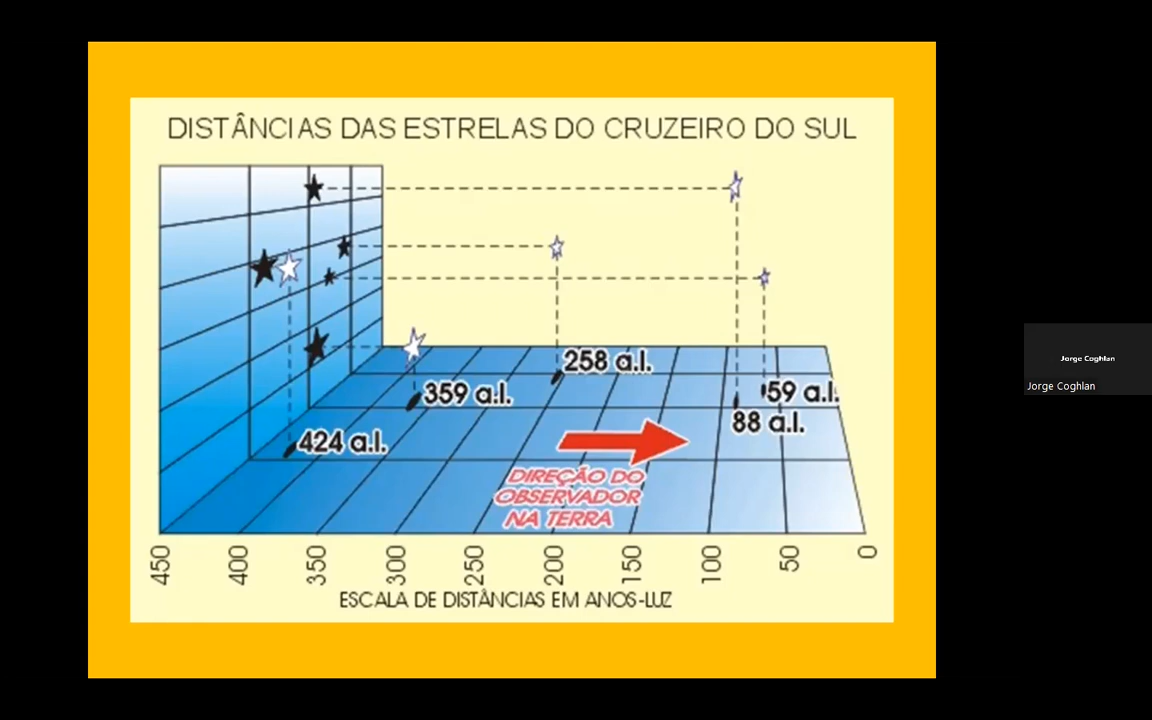 DISTÂNCIAS DAS ESTRELAS DO CRUZEIRO DO SUL
258 a.l.
359 a.l.
59 a.l.
88 a.l.
424 a.l.
DIREÇÃO DO
OBSERVADOR
NA TERRA
450 400 350 300 250 200 150 100 50 0
ESCALA DE DISTÂNCIAS EM ANOS-LUZ
Jorge Coghlan
Jorge Coghlan